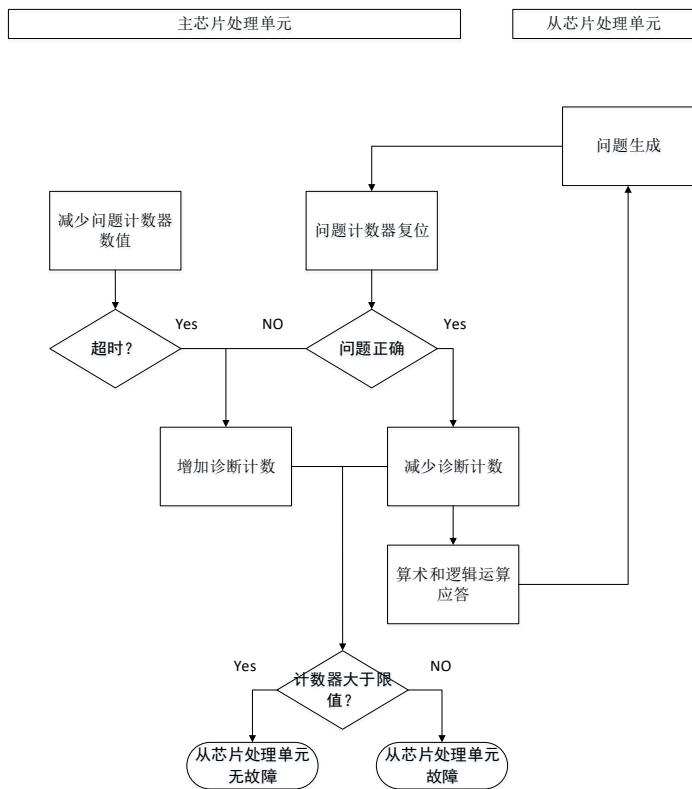 主芯片处理单元
从芯片处理单元
问题生成
减少问题计数器
数值
问题计数器复位
超时?
Yes
NO
问题正确
Yes
增加诊断计数
减少诊断计数
算术和逻辑运算
应答
Yes
计数器大于限
值?
NO
从芯片处理单元
无故障
从芯片处理单元
故障